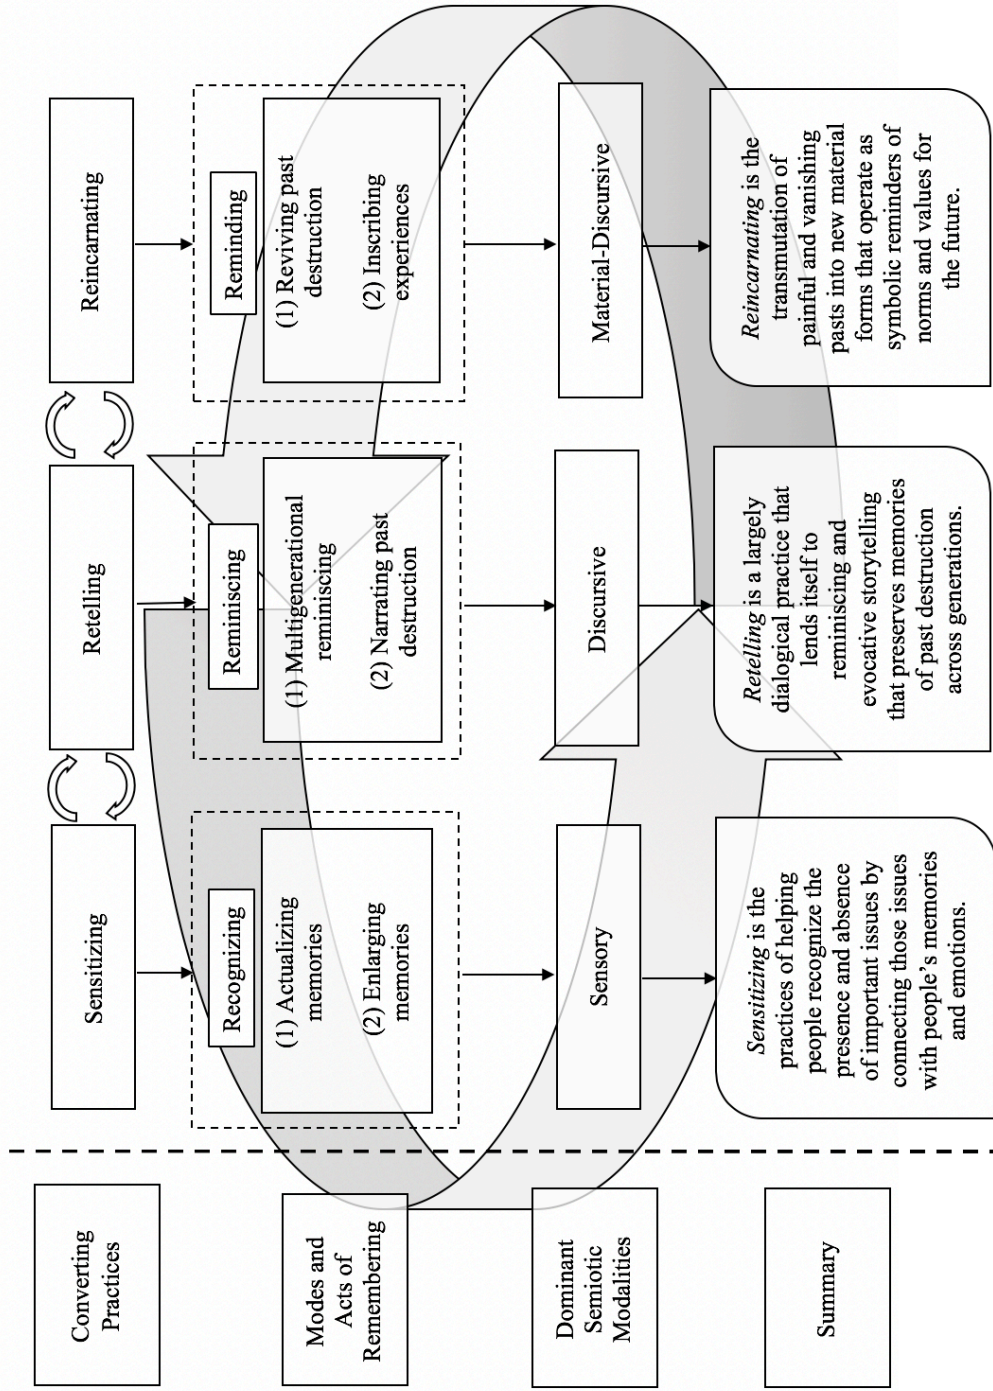 Converting
Practices
Sensitizing
Retelling
Reincarnating
Modes and
Acts of
Remembering
Recognizing
(1) Actualizing
memories
(2) Enlarging
memories
Reminiscing
(1) Multigenerational
reminiscing
(2) Narrating past
destruction
Reminding
(1) Reviving past
destruction
(2) Inscribing
experiences
Dominant
Semiotic
Modalities
Sensory
Discursive
Material-Discursive
Summary
Sensitizing is the
practices of helping
people recognize the
presence and absence
of important issues by
connecting those issues
with people’s memories
and emotions.
Retelling is a largely
dialogical practice that
lends itself to
reminiscing and
evocative storytelling
that preserves memories
of past destruction
across generations.
Reincarnating is the
transmutation of
painful and vanishing
pasts into new material
forms that operate as
symbolic reminders of
norms and values for
the future.